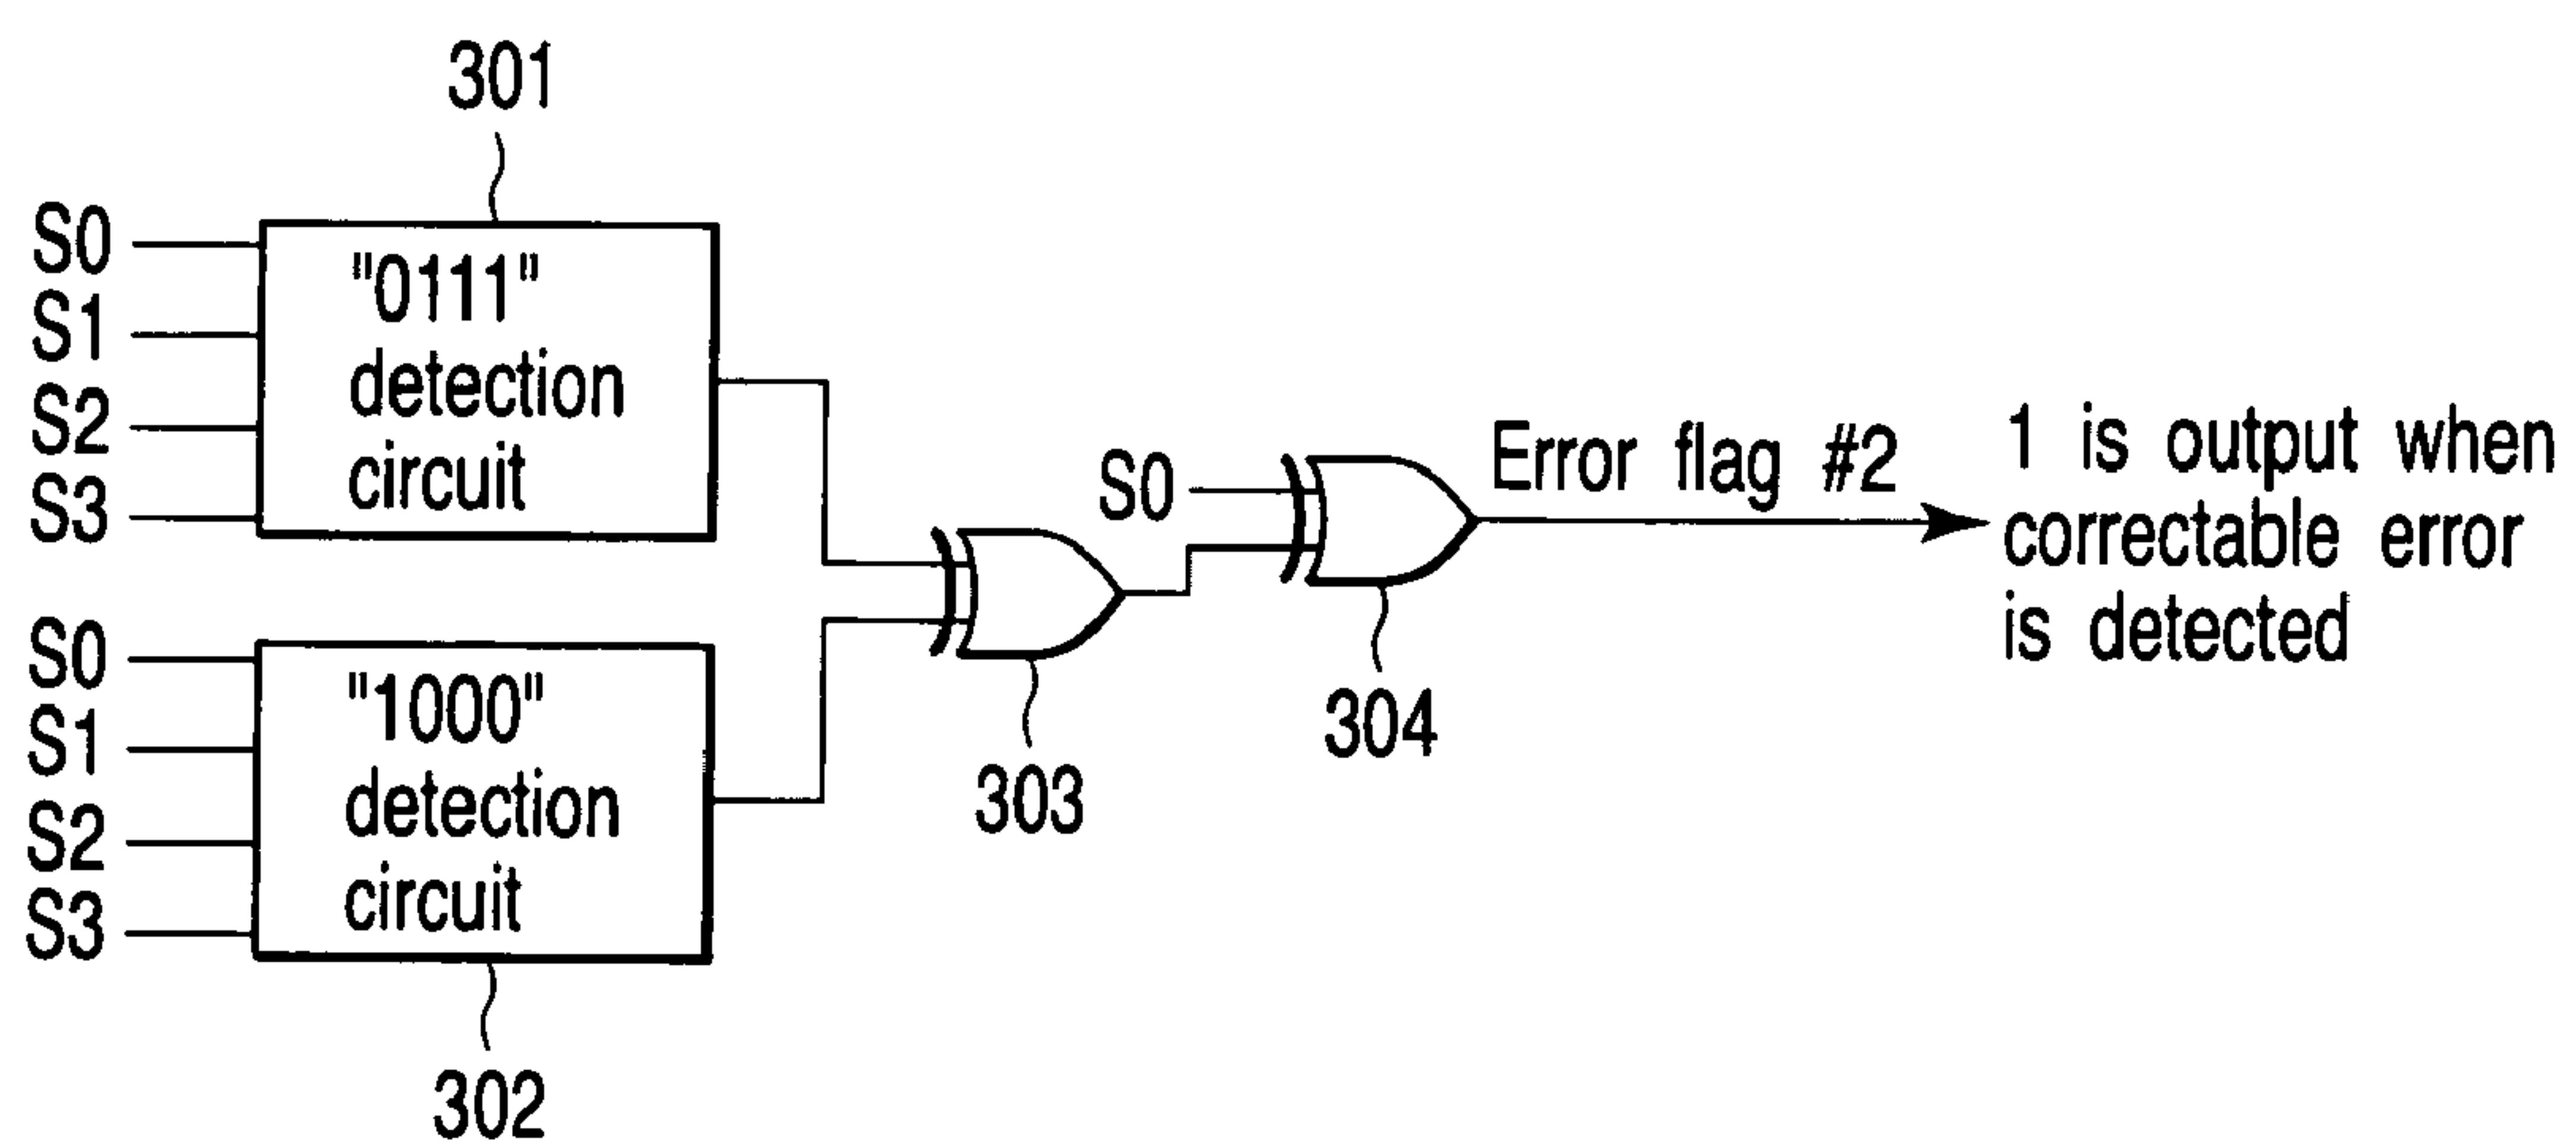 301
S0
S1
S2
S3
"0111"
detection
circuit
S0
S1
S2
S3
"1000"
detection
circuit
302
303
S0
304
Error flag #2
1 is output when
correctable error
is detected